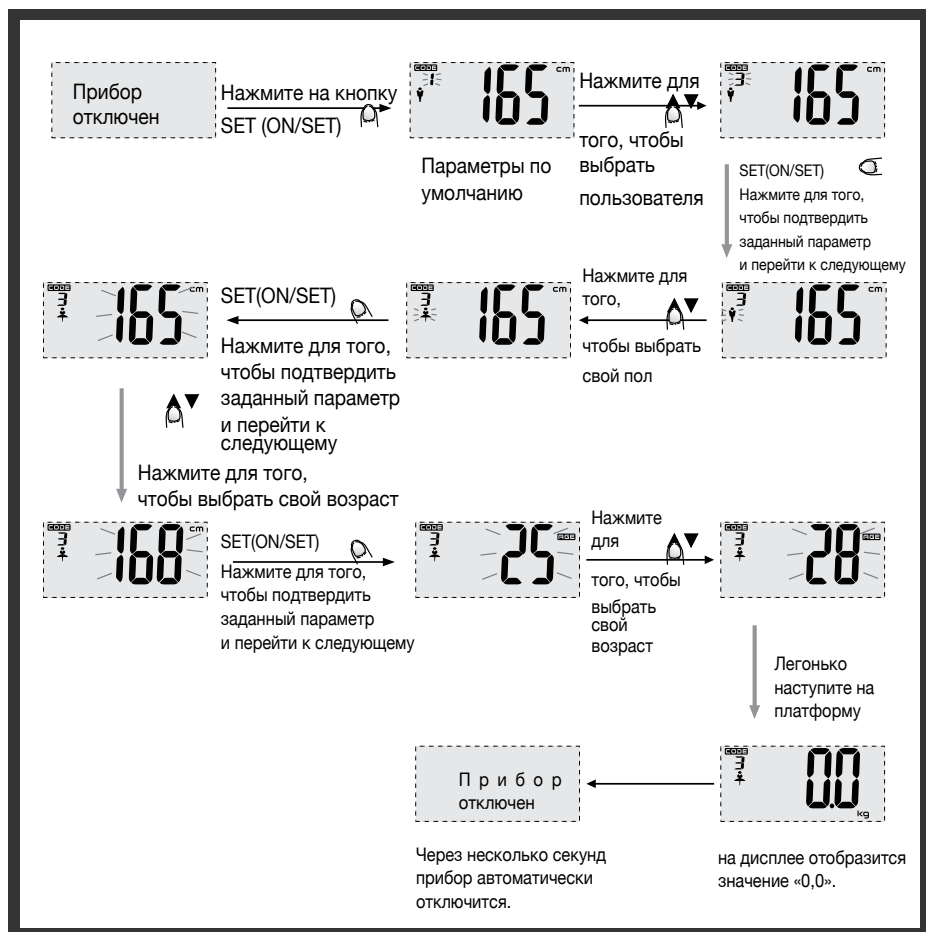 Прибор
отключен
Нажмите на кнопку
SET (ON/SET)
CODE
1
165 cm
Параметры по
умолчанию
Нажмите для
того, чтобы
выбрать
пользователя
CODE
3
165 cm
SET(ON/SET)
Нажмите для того,
чтобы подтвердить
заданный параметр
и перейти к следующему
CODE
3
165 cm
Нажмите для
того,
чтобы выбрать
свой пол
CODE
3
165 cm
SET(ON/SET)
Нажмите для того,
чтобы подтвердить
заданный параметр
и перейти к
следующему
CODE
3
165 cm
Нажмите для того,
чтобы выбрать свой возраст
CODE
3
168 cm
SET(ON/SET)
Нажмите для того,
чтобы подтвердить
заданный параметр
и перейти к следующему
CODE
3
25 AGE
Нажмите
для
того, чтобы
выбрать
свой
возраст
CODE
3
28 AGE
Легонько
наступите на
платформу
CODE
3
0.0 kg
на дисплее отобразится
значение «0,0».
Прибор
отключен
Через несколько секунд
прибор автоматически
отключится.